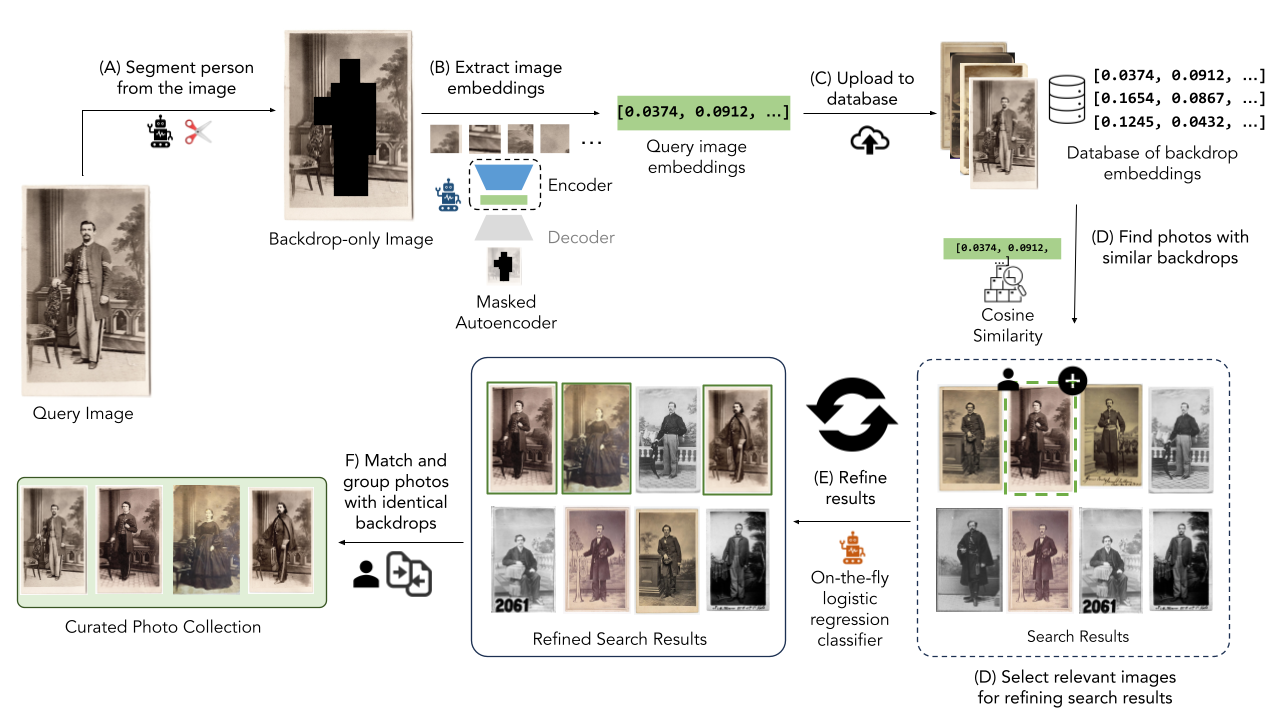 (A) Segment person
from the image
(B) Extract image
embeddings
[0.0374, 0.0912, …]
Query image
embeddings
(C) Upload to
database
[0.0374, 0.0912, …]
[0.1654, 0.0867, …]
[0.1245, 0.0432, …]
Database of backdrop
embeddings
Backdrop-only Image
...
Encoder
Decoder
Masked
Autoencoder
Query Image
[0.0374, 0.0912,
…]
Cosine
Similarity
(D) Find photos with
similar backdrops
Search Results
2061
(D) Select relevant images
for refining search results
(E) Refine
results
On-the-fly
logistic
regression
classifier
2061
Refined Search Results
F) Match and
group photos
with identical
backdrops
Curated Photo Collection